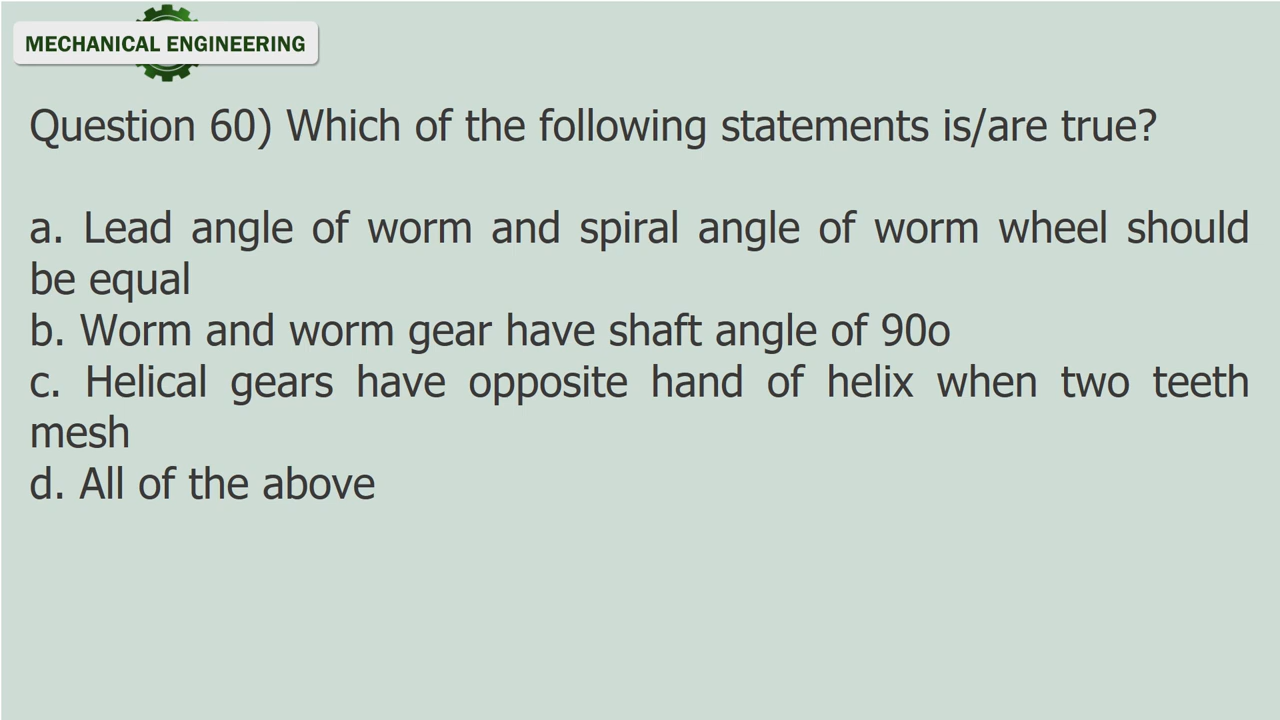 MECHANICAL ENGINEERING
Question 60) Which of the following statements is/are true?
a. Lead angle of worm and spiral angle of worm wheel should
be equal
b. Worm and worm gear have shaft angle of 90o
c. Helical gears have opposite hand of helix when two teeth
mesh
d. All of the above